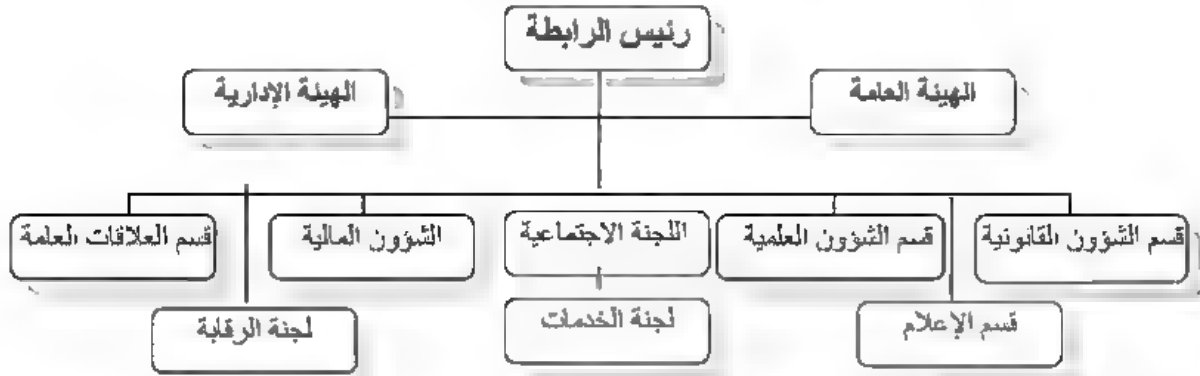 رئيس الرابطة
الهيئة العامة
الهيئة الإدارية
قسم الشؤون القانونية
قسم الشؤون العلمية
اللجنة الاجتماعية
الشؤون المالية
قسم العلاقات العامة
قسم الإعلام
لجنة الخدمات
لجنة الرقابة